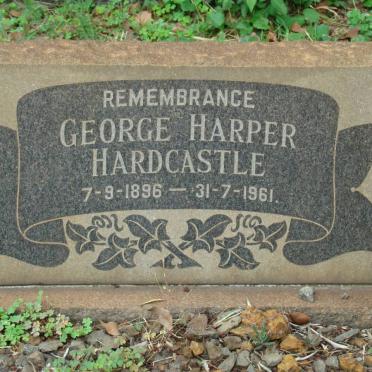 REMEMBRANCE
GEORGE HARPER
HARDCASTLE
7-9-1896 — 31-7-1961.